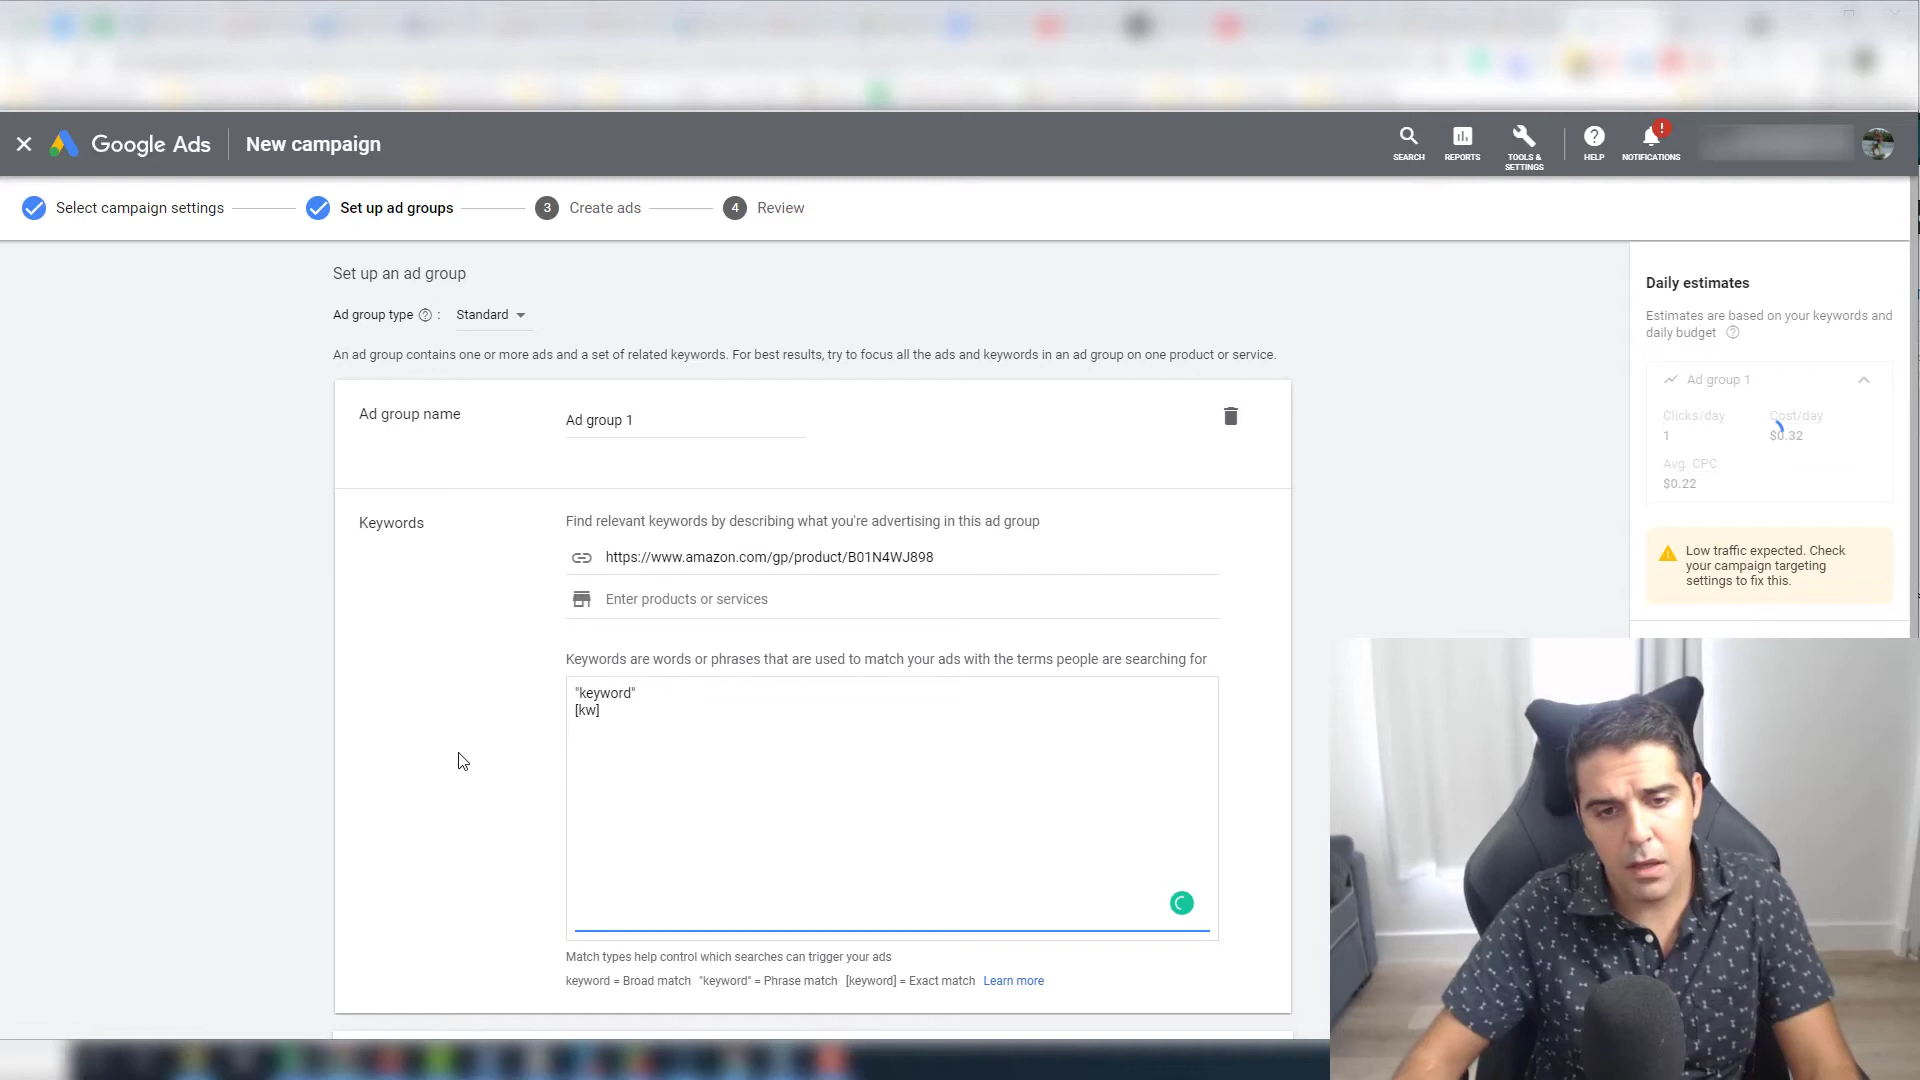 Google Ads
New campaign
SEARCH
REPORTS
TOOLS &
SETTINGS
HELP
!
NOTIFICATIONS
Select campaign settings
Set up ad groups
3 Create ads
4 Review
Set up an ad group
Ad group type ? : Standard
An ad group contains one or more ads and a set of related keywords. For best results, try to focus all the ads and keywords in an ad group on one product or service.
Ad group name
Ad group 1
Keywords
Find relevant keywords by describing what you're advertising in this ad group
https://www.amazon.com/gp/product/B01N4WJ898
Enter products or services
Keywords are words or phrases that are used to match your ads with the terms people are searching for
"keyword"
[kw]
Match types help control which searches can trigger your ads
keyword = Broad match "keyword" = Phrase match [keyword] = Exact match Learn more
Daily estimates
Estimates are based on your keywords and
daily budget ?
Ad group 1
Clicks/day Cost/day
1 $0.32
Avg. CPC
$0.22
Low traffic expected. Check
your campaign targeting
settings to fix this.